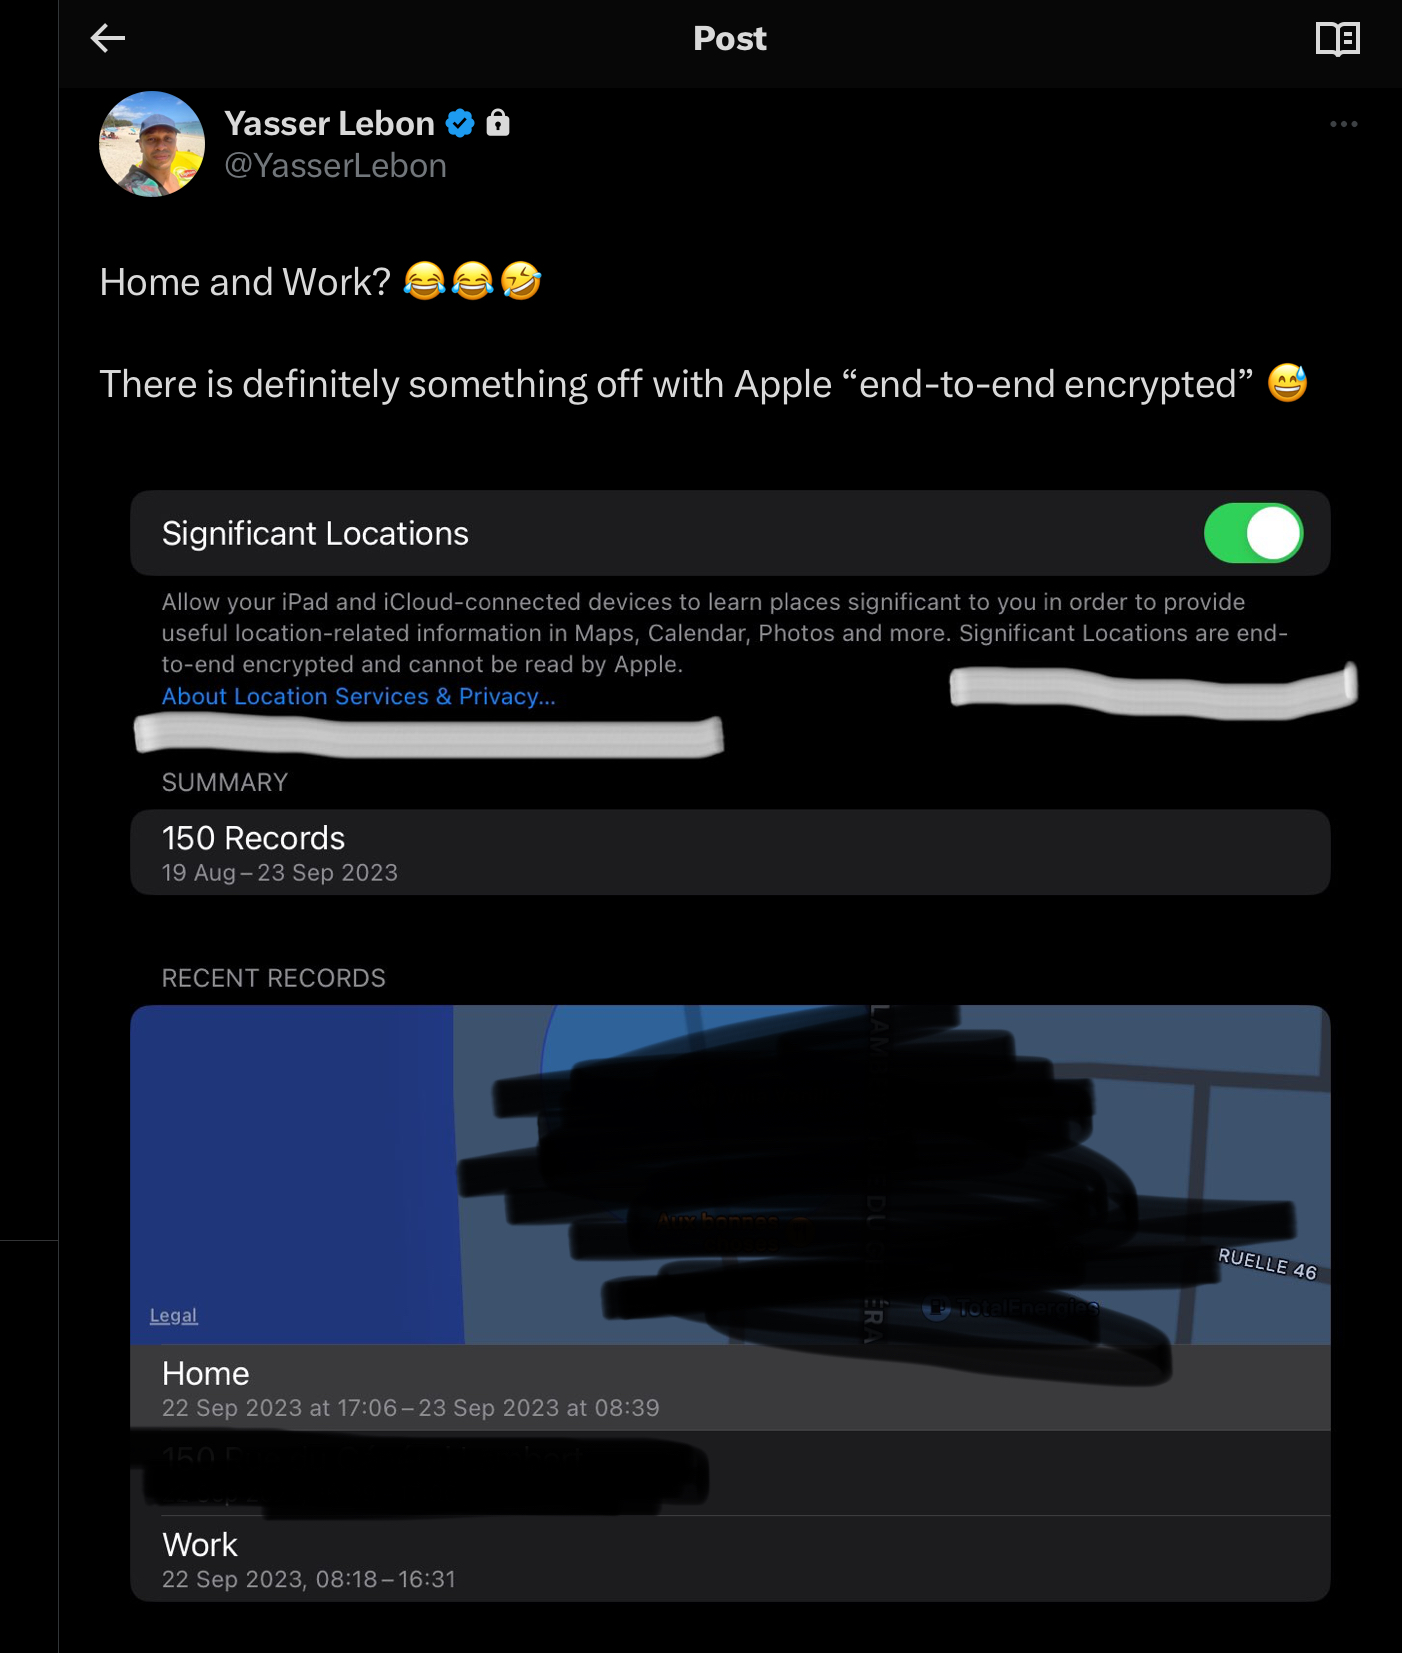 Post
Yasser Lebon
@YasserLebon
Home and Work? 😂😂🤣
There is definitely something off with Apple “end-to-end encrypted” 😅
Significant Locations
Allow your iPad and iCloud-connected devices to learn places significant to you in order to provide
useful location-related information in Maps, Calendar, Photos and more. Significant Locations are end-
to-end encrypted and cannot be read by Apple.
About Location Services & Privacy...
SUMMARY
150 Records
19 Aug – 23 Sep 2023
RECENT RECORDS
RUELLE 46
TotalEnergies
Legal
Home
22 Sep 2023 at 17:06 – 23 Sep 2023 at 08:39
Work
22 Sep 2023, 08:18 – 16:31